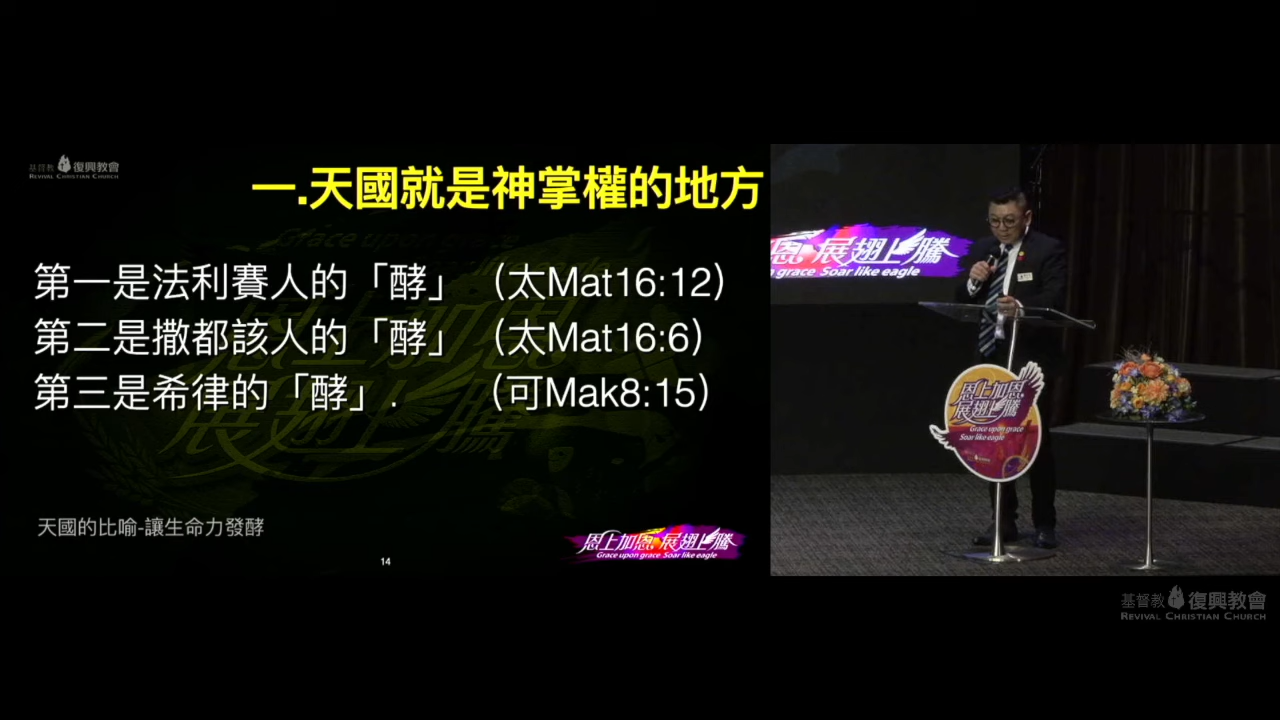 基督教 復興教會
REVIVAL CHRISTIAN CHURCH
一.天國就是神掌權的地方
第一是法利賽人的「酵」（太Mat16:12）
第二是撒都該人的「酵」（太Mat16:6）
第三是希律的「酵」. （可Mak8:15）
天國的比喻-讓生命力發酵
14
恩上加恩 展翅上騰
Grace upon grace Soar like eagle
恩 展翅上騰
grace Soar like eagle
恩上加恩
展翅上騰
Grace upon grace
Soar like eagle
基督教 復興教會
REVIVAL CHRISTIAN CHURCH